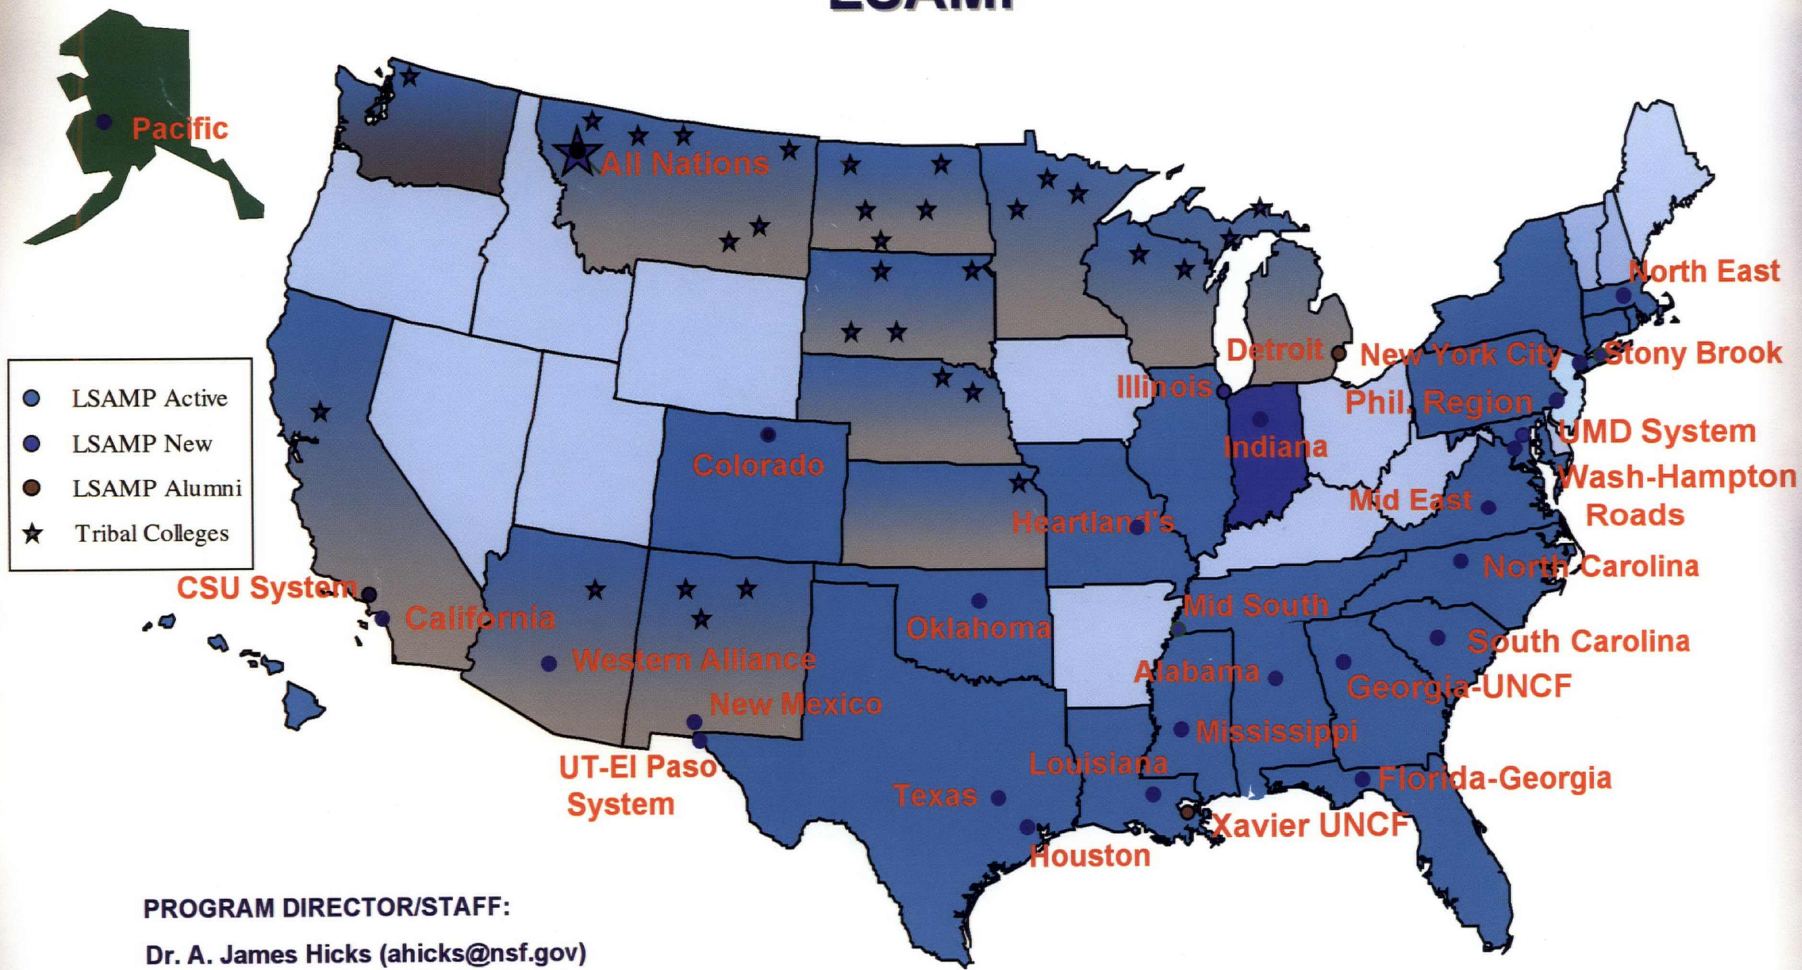 LSAMP
Pacific
All Nations
North East
Detroit
New York City
Stony Brook
Illinois
Phil. Region
LSAMP Active
LSAMP New
LSAMP Alumni
Tribal Colleges
Indiana
UMD System
Colorado
Wash-Hampton
Roads
Mid East
Heartland's
North Carolina
CSU System
California
Mid South
Oklahoma
South Carolina
Western Alliance
Alabama
Georgia-UNCF
New Mexico
Mississippi
UT-El Paso
System
Louisiana
Florida-Georgia
Texas
Xavier UNCF
Houston
PROGRAM DIRECTOR/STAFF:
Dr. A. James Hicks (ahicks@nsf.gov)